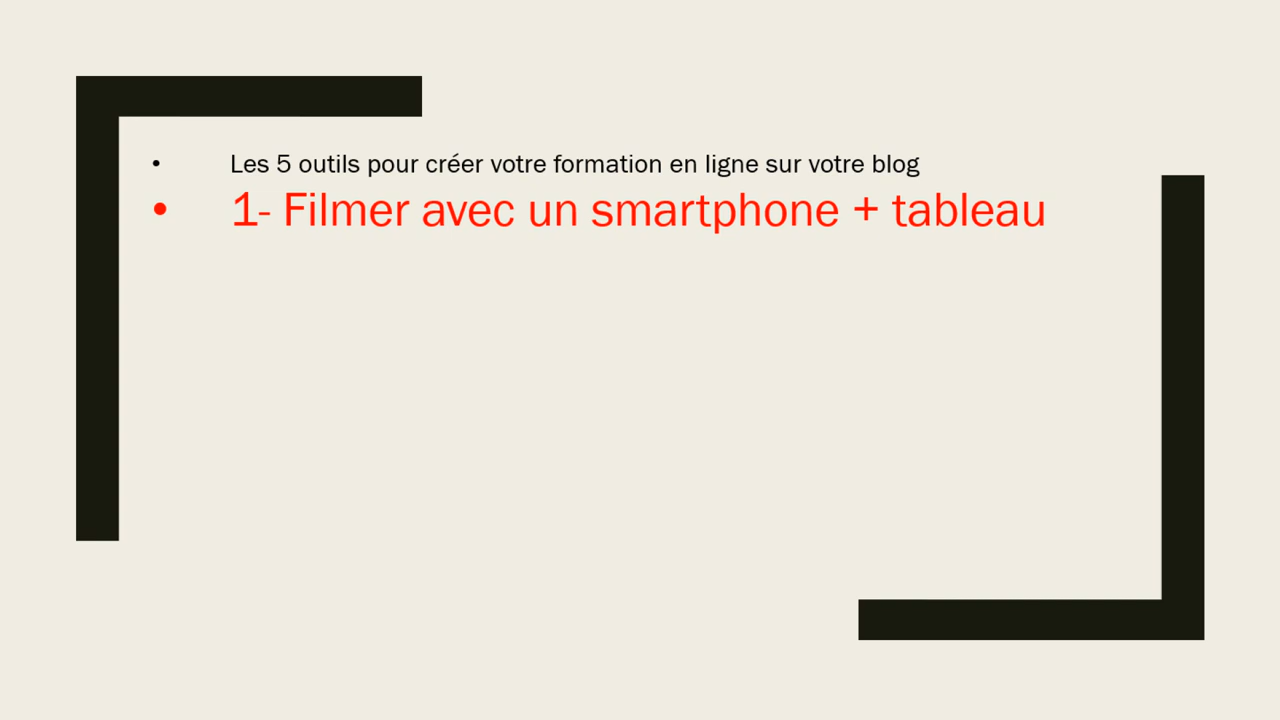 • Les 5 outils pour créer votre formation en ligne sur votre blog
• 1- Filmer avec un smartphone + tableau